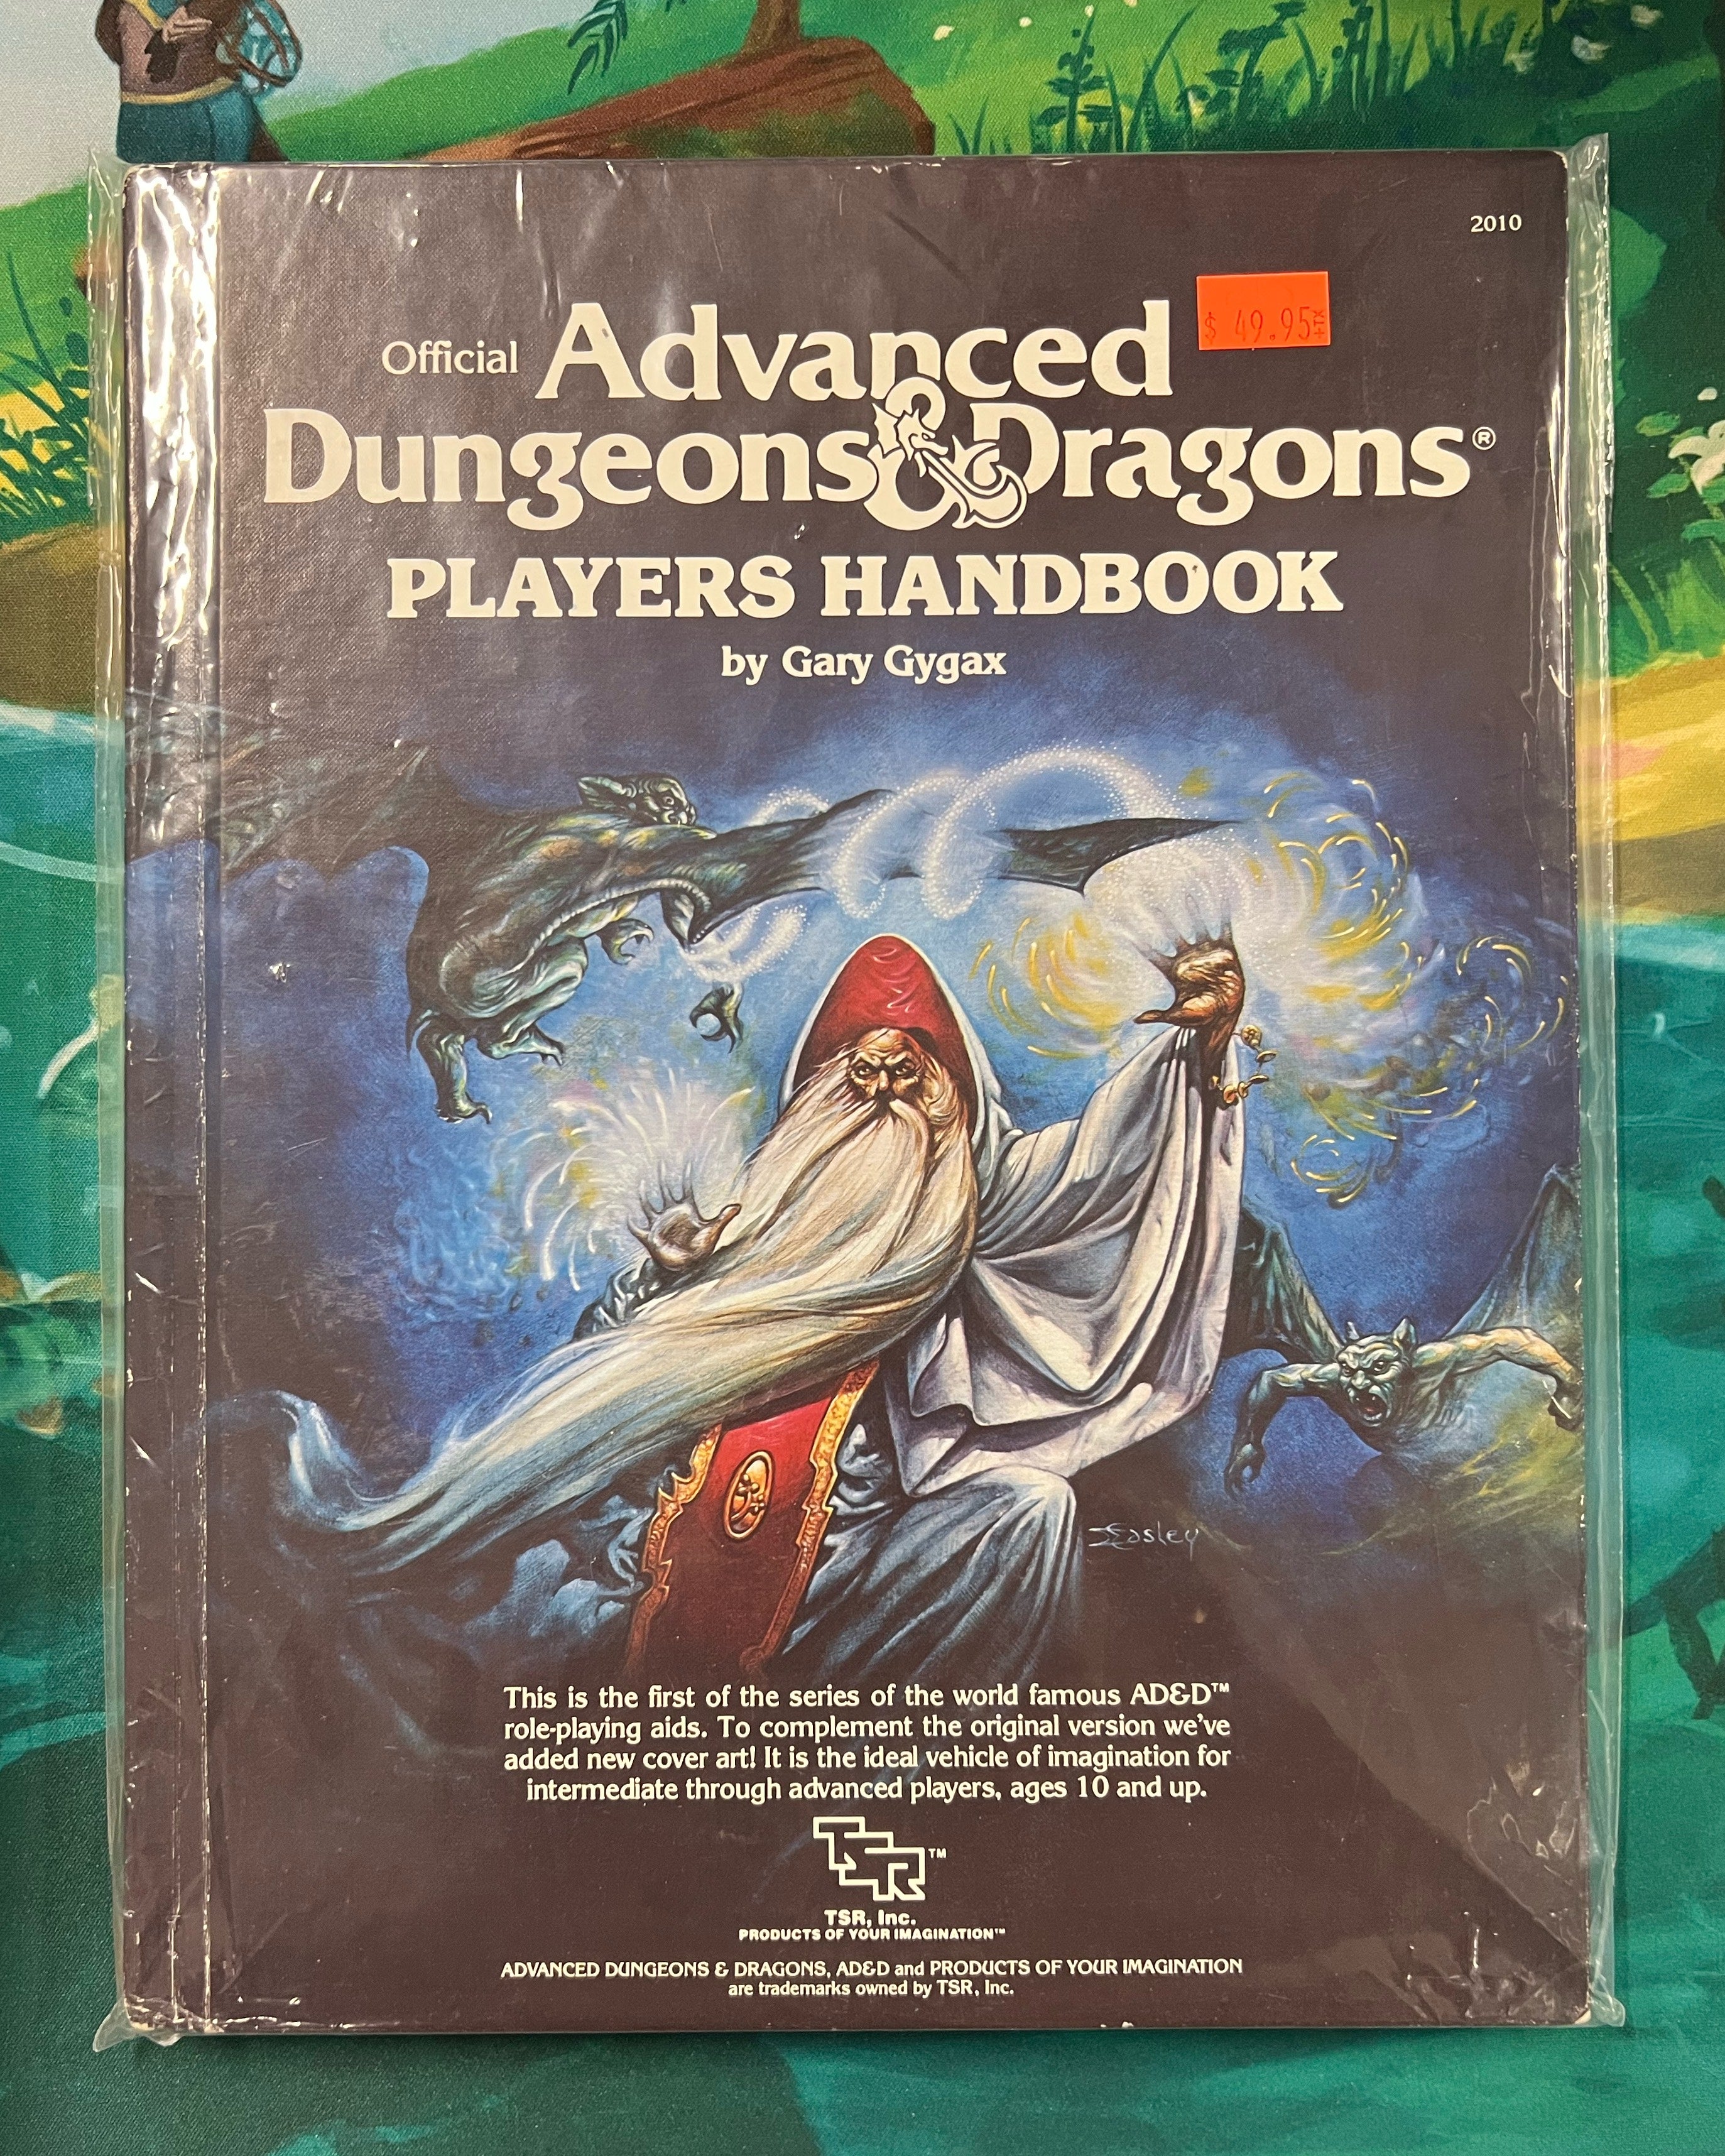 2010
$ 49.95 +TX
Official Advanced
Dungeons & Dragons®
PLAYERS HANDBOOK
by Gary Gygax
Easley
This is the first of the series of the world famous AD&D™
role-playing aids. To complement the original version we've
added new cover art! It is the ideal vehicle of imagination for
intermediate through advanced players, ages 10 and up.
TSR™
TSR, Inc.
PRODUCTS OF YOUR IMAGINATION™
ADVANCED DUNGEONS & DRAGONS, AD&D and PRODUCTS OF YOUR IMAGINATION
are trademarks owned by TSR, Inc.